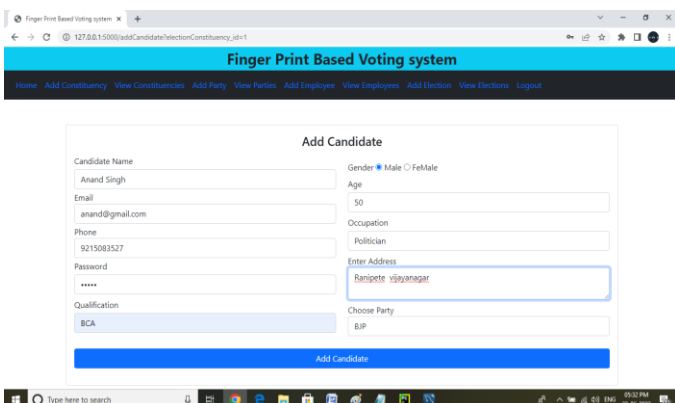 Finger Print Based Voting system
127.0.0.1:5000/addCandidate?electionConstituency_id=1
Finger Print Based Voting system
Home Add Constituency View Constituencies Add Party View Parties Add Employee View Employees Add Election View Elections Logout
Add Candidate
Candidate Name
Anand Singh
Email
anand@gmail.com
Phone
9215083527
Password
•••••
Qualification
BCA
Gender Male FeMale
Age
50
Occupation
Politician
Enter Address
Ranipete vijayanagar
Choose Party
BJP
Add Candidate
Type here to search
ENG 05:32 PM